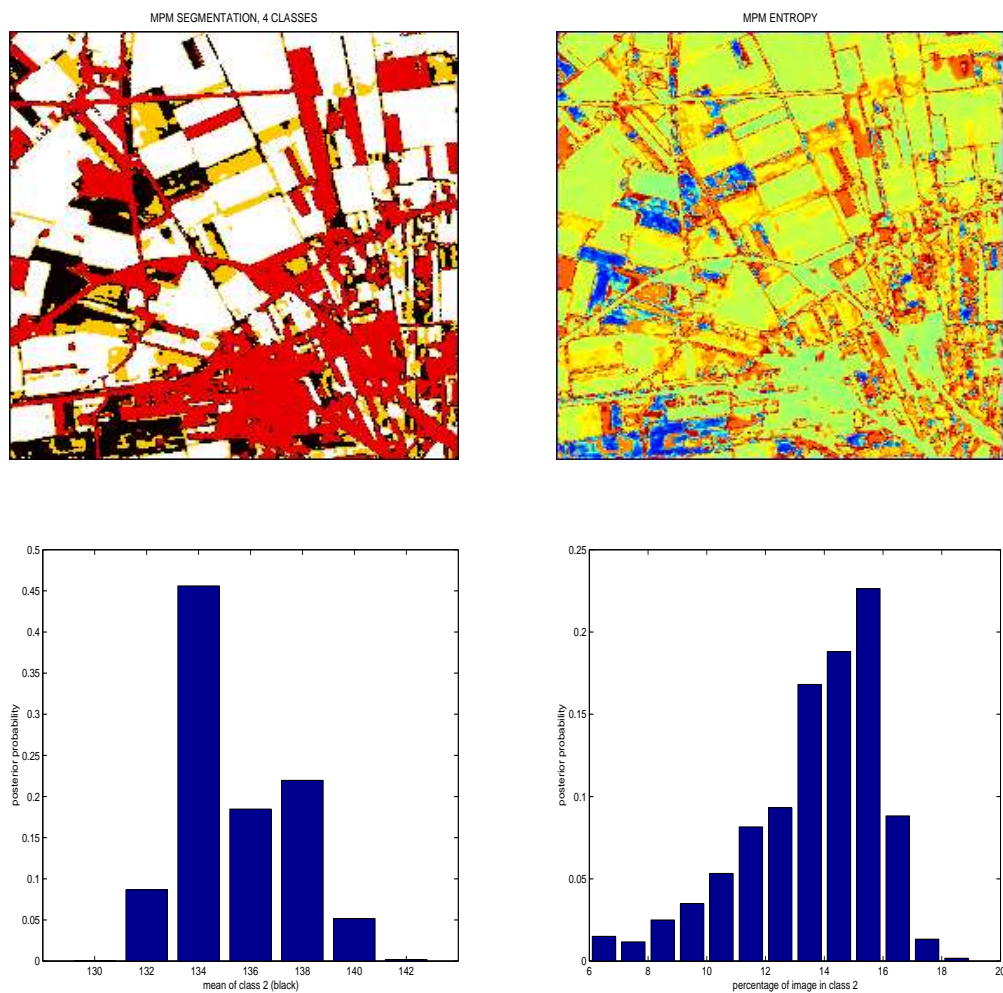 MPM SEGMENTATION, 4 CLASSES
MPM ENTROPY
0.5
0.45
0.4
0.35
0.3
0.25
0.2
0.15
0.1
0.05
0
130 132 134 136 138 140 142
mean of class 2 (black)
posterior probability
0.25
0.2
0.15
0.1
0.05
0
6 8 10 12 14 16 18 20
percentage of image in class 2
posterior probability